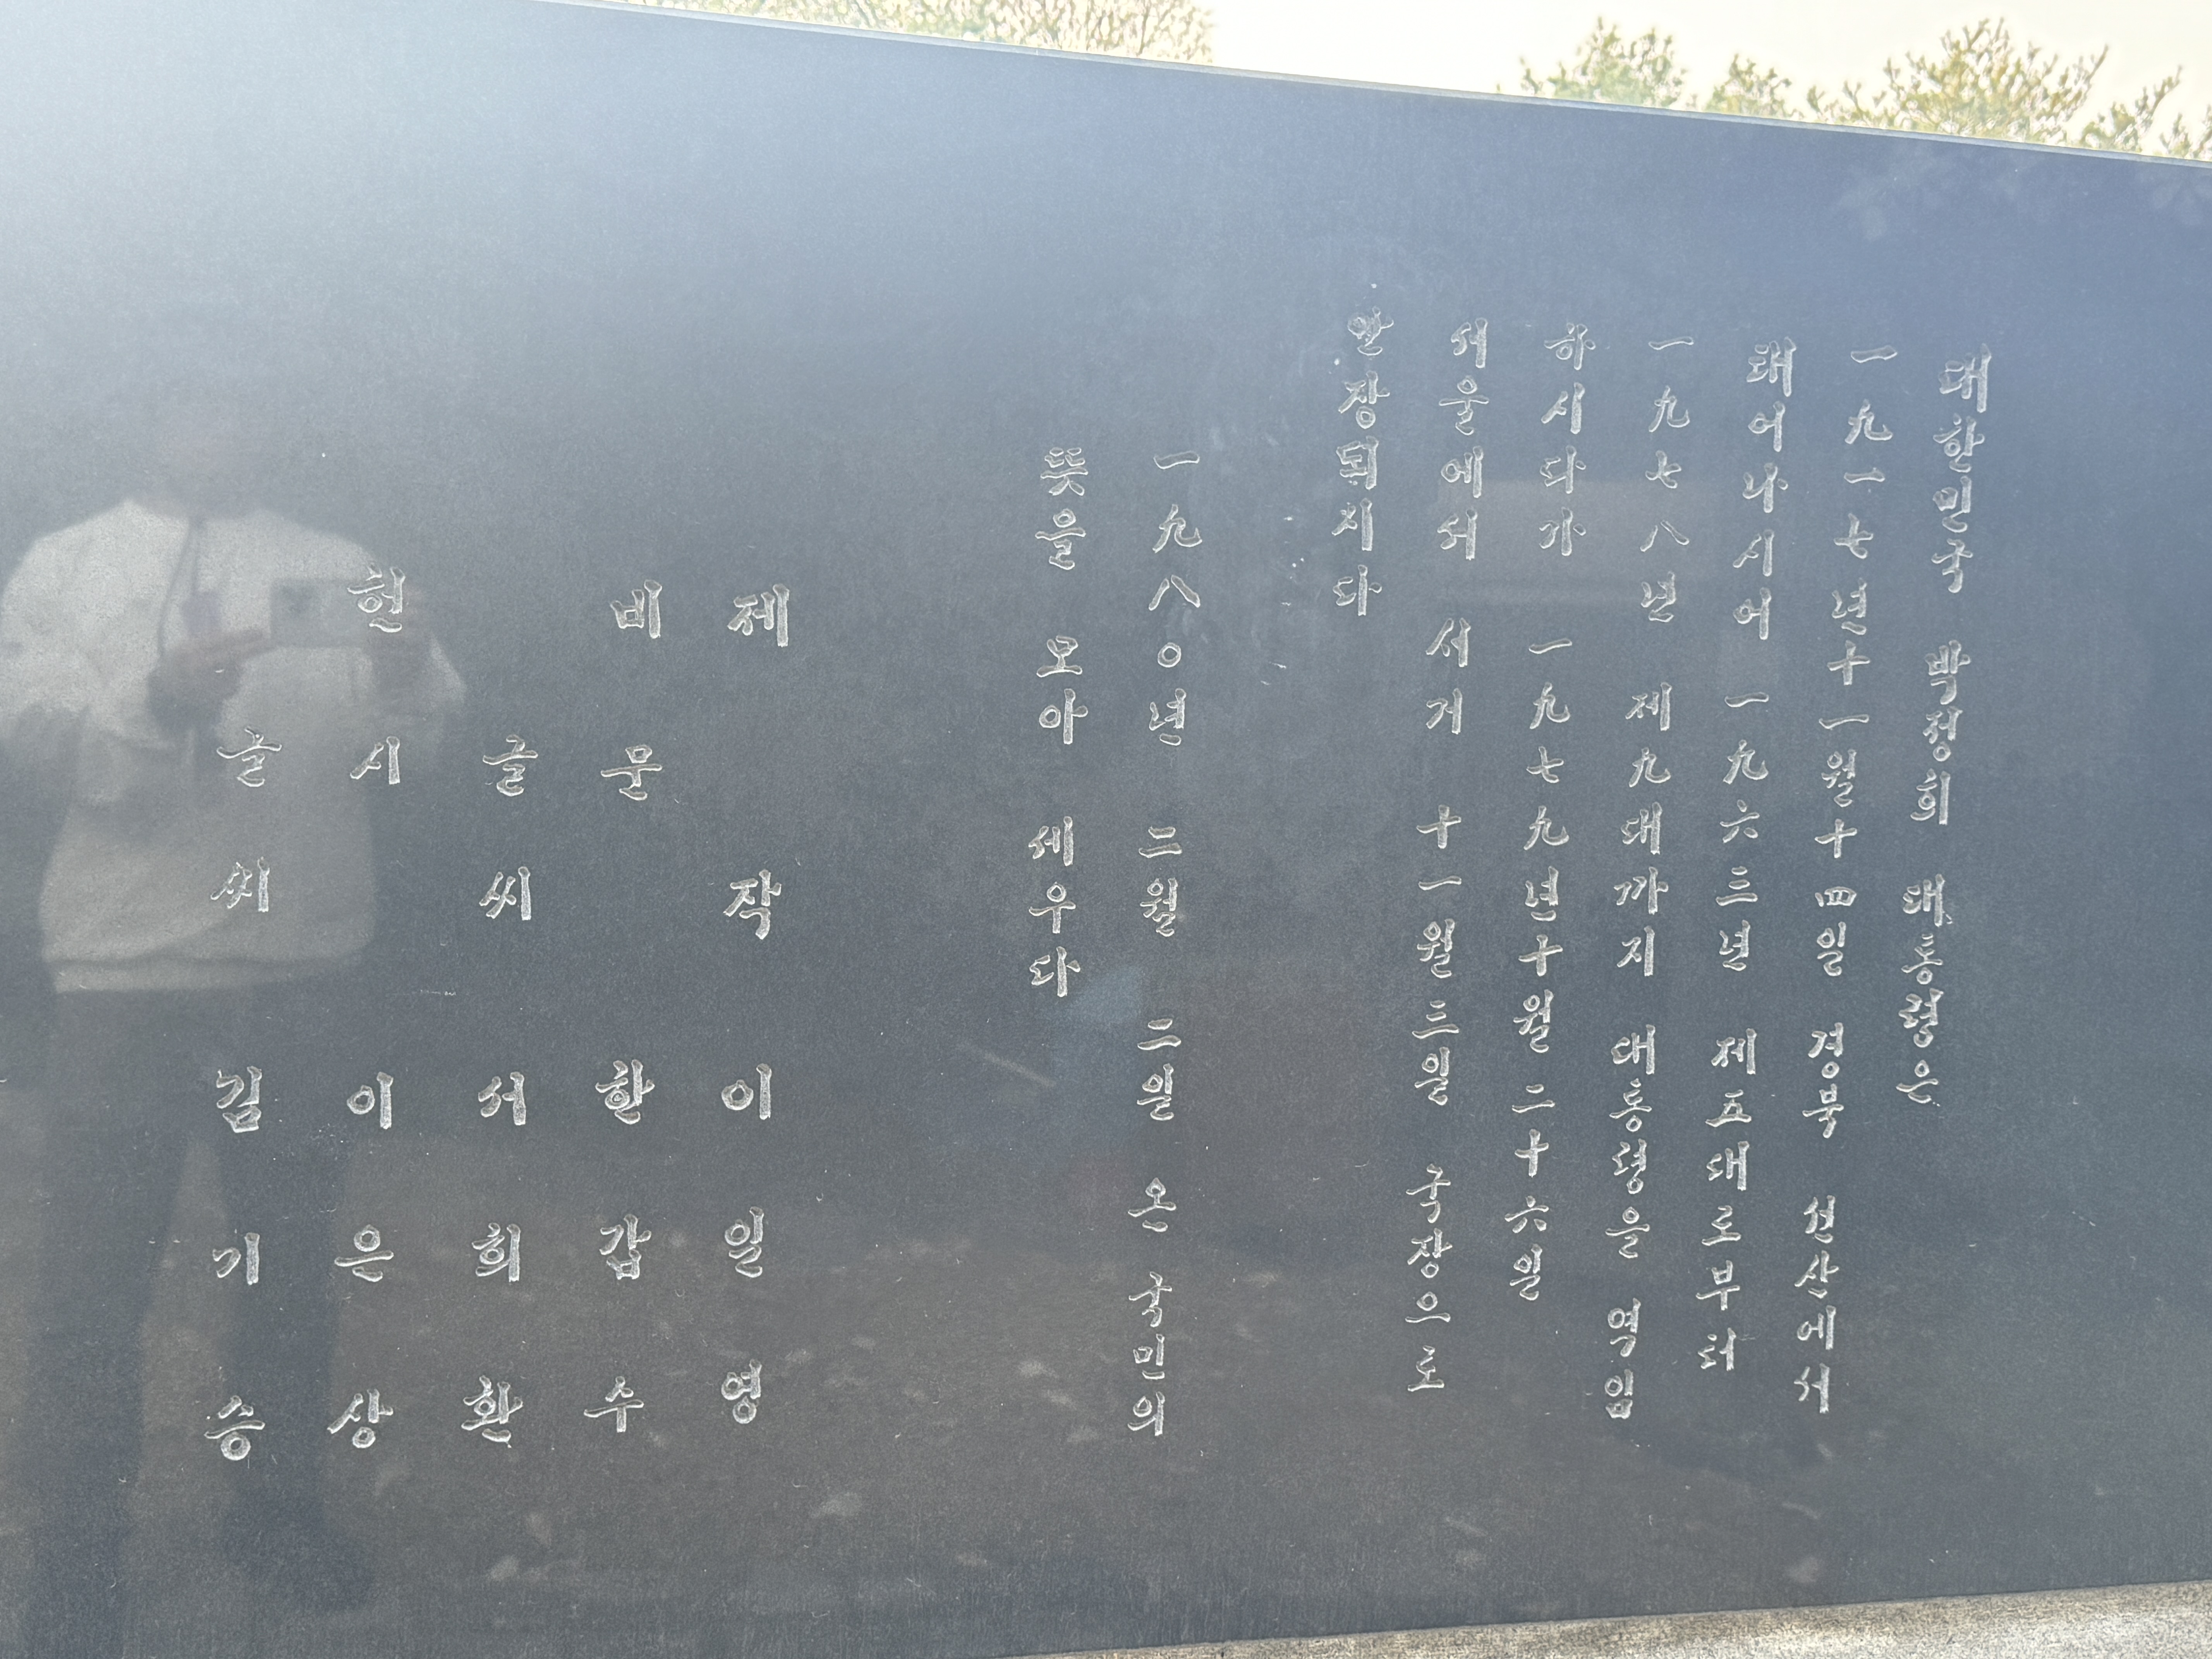 대한민국 박정희 대통령은
一九一七년十一월十四일 경북 선산에서
태어나시어 一九六三년 제五대로부터
一九七八년 제九대까지 대통령을 역임
하시다가 一九七九년十월二十六일
서울에서 서거 十一월三일 국장으로
안장되시다
一九八○년 二월 二일 온 국민의
뜻을 모아 세우다
제작 이일영
비문 한갑수
글씨 서희환
헌시 이은상
글씨 김기승